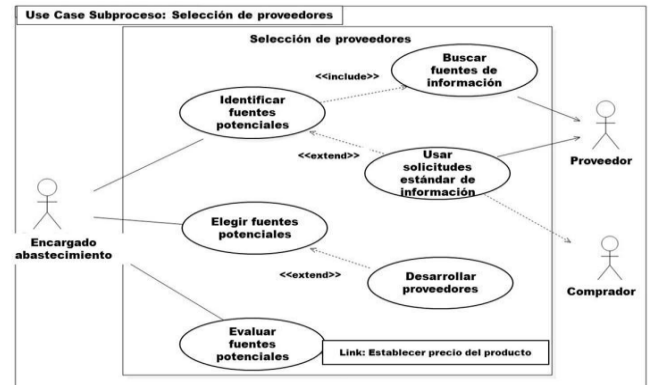 Use Case Subproceso: Selección de proveedores
Selección de proveedores
Buscar
fuentes de
información
<<include>>
Identificar
fuentes
potenciales
<<extend>>
Usar
solicitudes
estándar de
información
Proveedor
Elegir fuentes
potenciales
Encargado
abastecimiento
<<extend>>
Desarrollar
proveedores
Comprador
Evaluar
fuentes
potenciales
Link: Establecer precio del producto